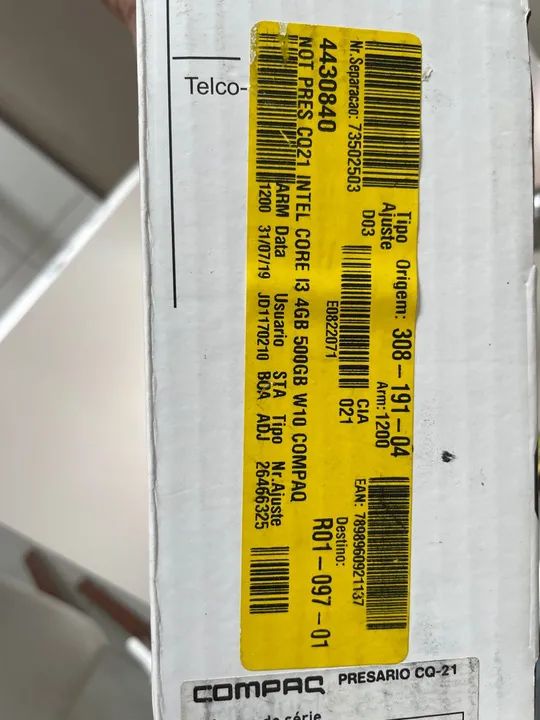 Telco-
Nr.Separacao: 73502503
4430840
NOT PRES CQ21 INTEL CORE I3 4GB 500GB W10 COMPAQ
Tipo Origem: 308-191-04
Ajuste Arm: 1200
D03
CIA
021
E0822071
EAN: 7898960921137
Destino:
R01-097-01
ARM Data Usuario STA Tipo Nr.Ajuste
1200 31/07/19 JD1170210 BOA ADJ 26466325
COMPAQ PRESARIO CQ-21
de série